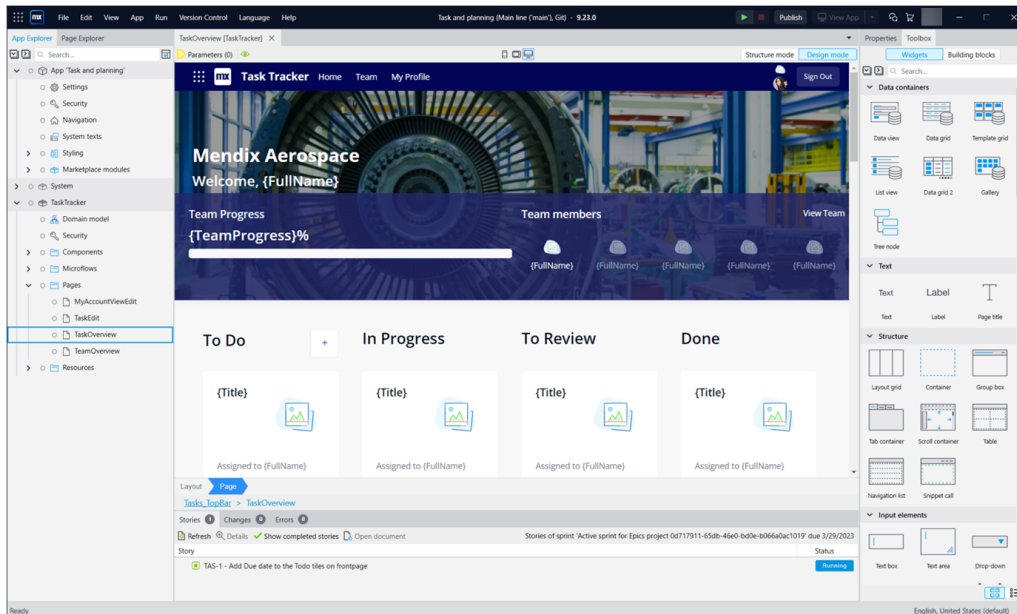 mx File Edit View App Run Version Control Language Help Task and planning (Main line ('main'), Git) - 9.23.0 Publish View App
App Explorer Page Explorer TaskOverview [TaskTracker] Properties Toolbox
Search... Parameters (0) Structure mode Design mode Widgets Building blocks
App 'Task and planning' mx Task Tracker Home Team My Profile Sign Out Search...
Settings Data containers
Security
Navigation Data view Data grid Template grid
System texts
Styling Mendix Aerospace
Marketplace modules Welcome, {FullName}
System List view Data grid 2 Gallery
TaskTracker Team Progress Team members View Team
Domain model {TeamProgress}%
Security Tree node
Components {FullName} {FullName} {FullName} {FullName} {FullName}
Microflows Text
Pages Text Label
MyAccountViewEdit Text Label Page title
TaskEdit
TaskOverview To Do + In Progress To Review Done Structure
TeamOverview
Resources Layout grid Container Group box
{Title} {Title} {Title} {Title}
Tab container Scroll container Table
Assigned to {FullName} Assigned to {FullName} Assigned to {FullName} Assigned to {FullName}
Layout Page Navigation list Snippet call
Tasks_TopBar > TaskOverview
Stories 1 Changes 0 Errors 0 Input elements
Refresh Details Show completed stories Open document Stories of sprint 'Active sprint for Epics project 0d717911-65db-46e0-bd0e-b066a0ac1019' due 3/29/2023
Story Status
TAS-1 - Add Due date to the Todo tiles on frontpage Running Text box Text area Drop-down
Ready English, United States (default)